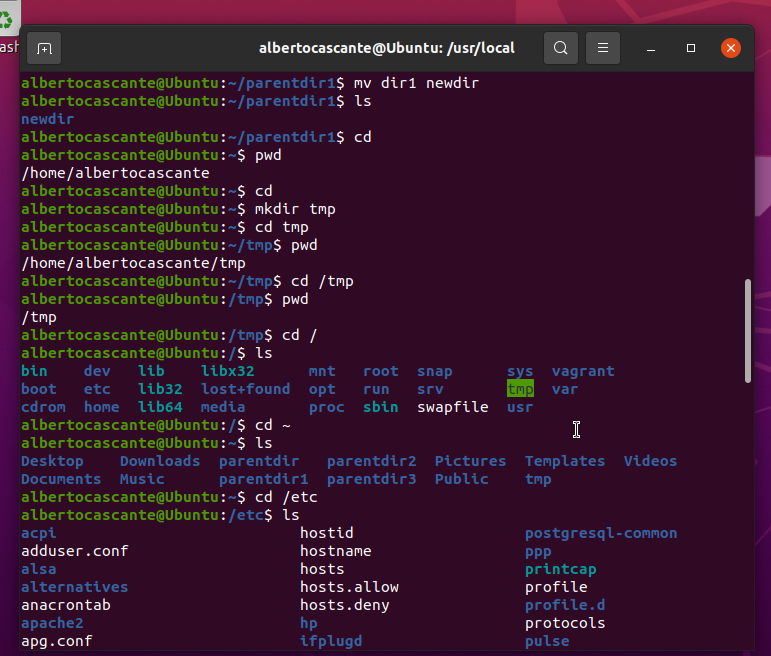 ash
albertocascante@Ubuntu: /usr/local
albertocascante@Ubuntu:~/parentdir1$ mv dir1 newdir
albertocascante@Ubuntu:~/parentdir1$ ls
newdir
albertocascante@Ubuntu:~/parentdir1$ cd
albertocascante@Ubuntu:~$ pwd
/home/albertocascante
albertocascante@Ubuntu:~$ cd
albertocascante@Ubuntu:~$ mkdir tmp
albertocascante@Ubuntu:~$ cd tmp
albertocascante@Ubuntu:~/tmp$ pwd
/home/albertocascante/tmp
albertocascante@Ubuntu:~/tmp$ cd /tmp
albertocascante@Ubuntu:/tmp$ pwd
/tmp
albertocascante@Ubuntu:/tmp$ cd /
albertocascante@Ubuntu:/$ ls
bin dev lib libx32 mnt root snap sys vagrant
boot etc lib32 lost+found opt run srv tmp var
cdrom home lib64 media proc sbin swapfile usr
albertocascante@Ubuntu:/$ cd ~
albertocascante@Ubuntu:~$ ls
Desktop Downloads parentdir parentdir2 Pictures Templates Videos
Documents Music parentdir1 parentdir3 Public tmp
albertocascante@Ubuntu:~$ cd /etc
albertocascante@Ubuntu:/etc$ ls
acpi hostid postgresql-common
adduser.conf hostname ppp
alsa hosts printcap
alternatives hosts.allow profile
anacrontab hosts.deny profile.d
apache2 hp protocols
apg.conf ifplugd pulse